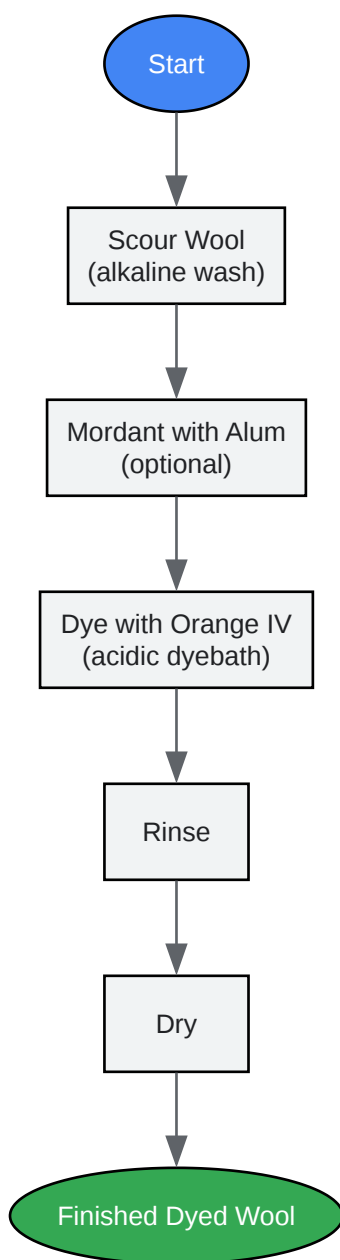 Start
Scour Wool
(alkaline wash)
Mordant with Alum
(optional)
Dye with Orange IV
(acidic dyebath)
Rinse
Dry
Finished Dyed Wool